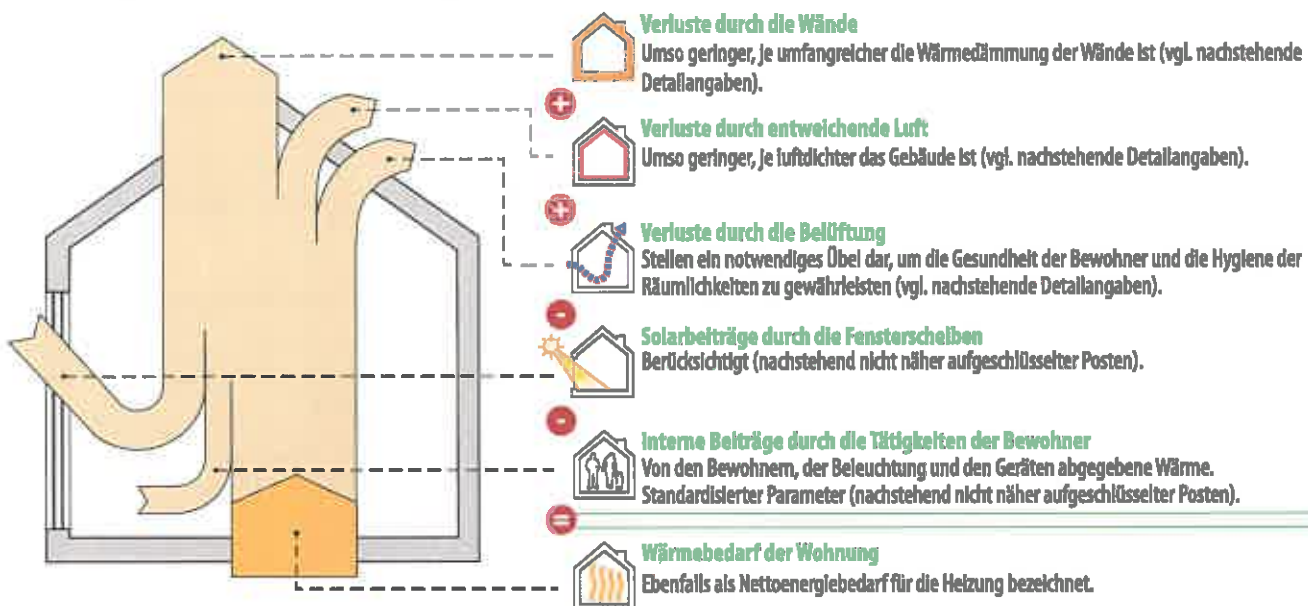 Verluste durch die Wände
Umso geringer, je umfangreicher die Wärmedämmung der Wände ist (vgl. nachstehende
Detailangaben).
+
Verluste durch entweichende Luft
Umso geringer, je luftdichter das Gebäude ist (vgl. nachstehende Detailangaben).
+
Verluste durch die Belüftung
Stellen ein notwendiges Übel dar, um die Gesundheit der Bewohner und die Hygiene der
Räumlichkeiten zu gewährleisten (vgl. nachstehende Detailangaben).
-
Solarbeiträge durch die Fensterscheiben
Berücksichtigt (nachstehend nicht näher aufgeschlüsselter Posten).
-
Interne Beiträge durch die Tätigkeiten der Bewohner
Von den Bewohnern, der Beleuchtung und den Geräten abgegebene Wärme.
Standardisierter Parameter (nachstehend nicht näher aufgeschlüsselter Posten).
=
Wärmebedarf der Wohnung
Ebenfalls als Nettoenergiebedarf für die Heizung bezeichnet.